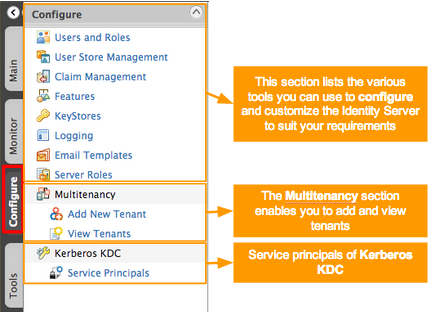 Configure
Users and Roles
User Store Management
Claim Management
Features
KeyStores
Logging
Email Templates
Server Roles
Multitenancy
Add New Tenant
View Tenants
Kerberos KDC
Service Principals
Main
Monitor
Configure
Tools
This section lists the various
tools you can use to configure
and customize the Identity Server
to suit your requirements
The Multitenancy section
enables you to add and view
tenants
Service principals of Kerberos
KDC